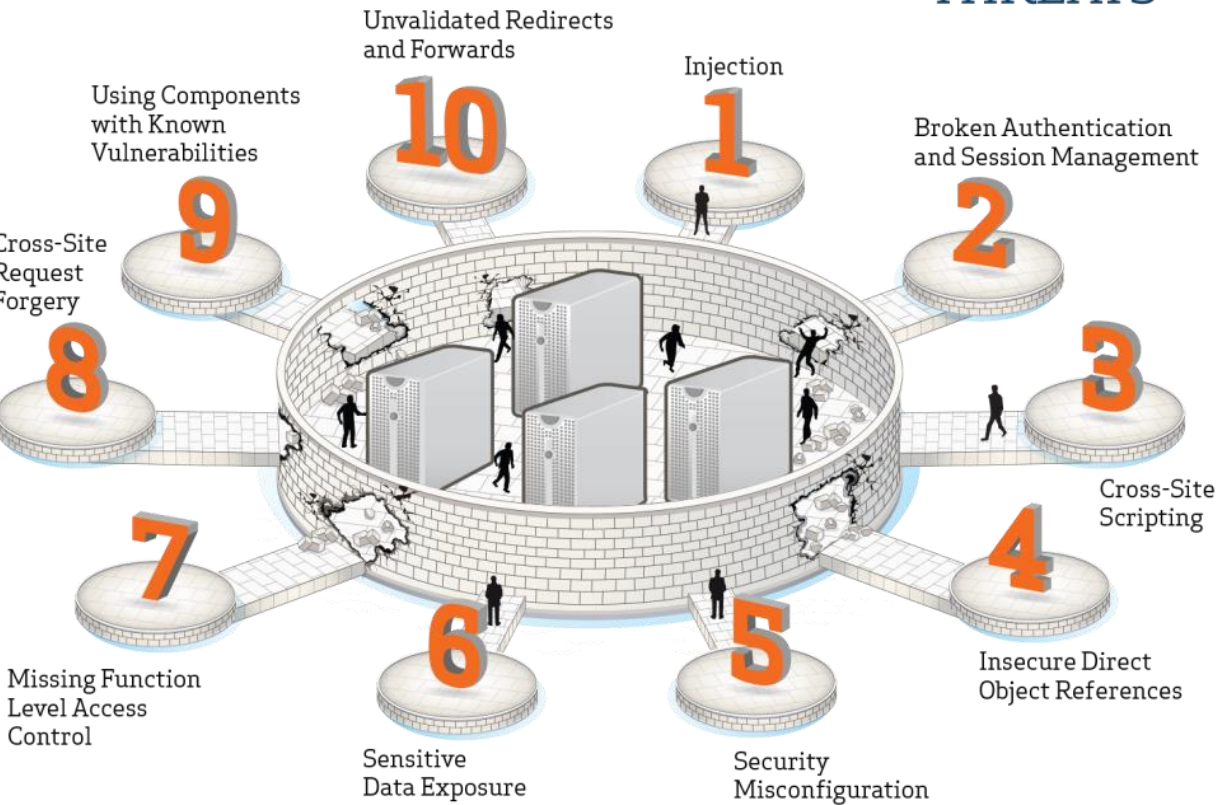 THREATS
Unvalidated Redirects
and Forwards
10
Injection
1
Broken Authentication
and Session Management
2
Cross-Site
Scripting
3
Insecure Direct
Object References
4
Security
Misconfiguration
5
Sensitive
Data Exposure
6
Missing Function
Level Access
Control
7
Cross-Site
Request
Forgery
8
Using Components
with Known
Vulnerabilities
9